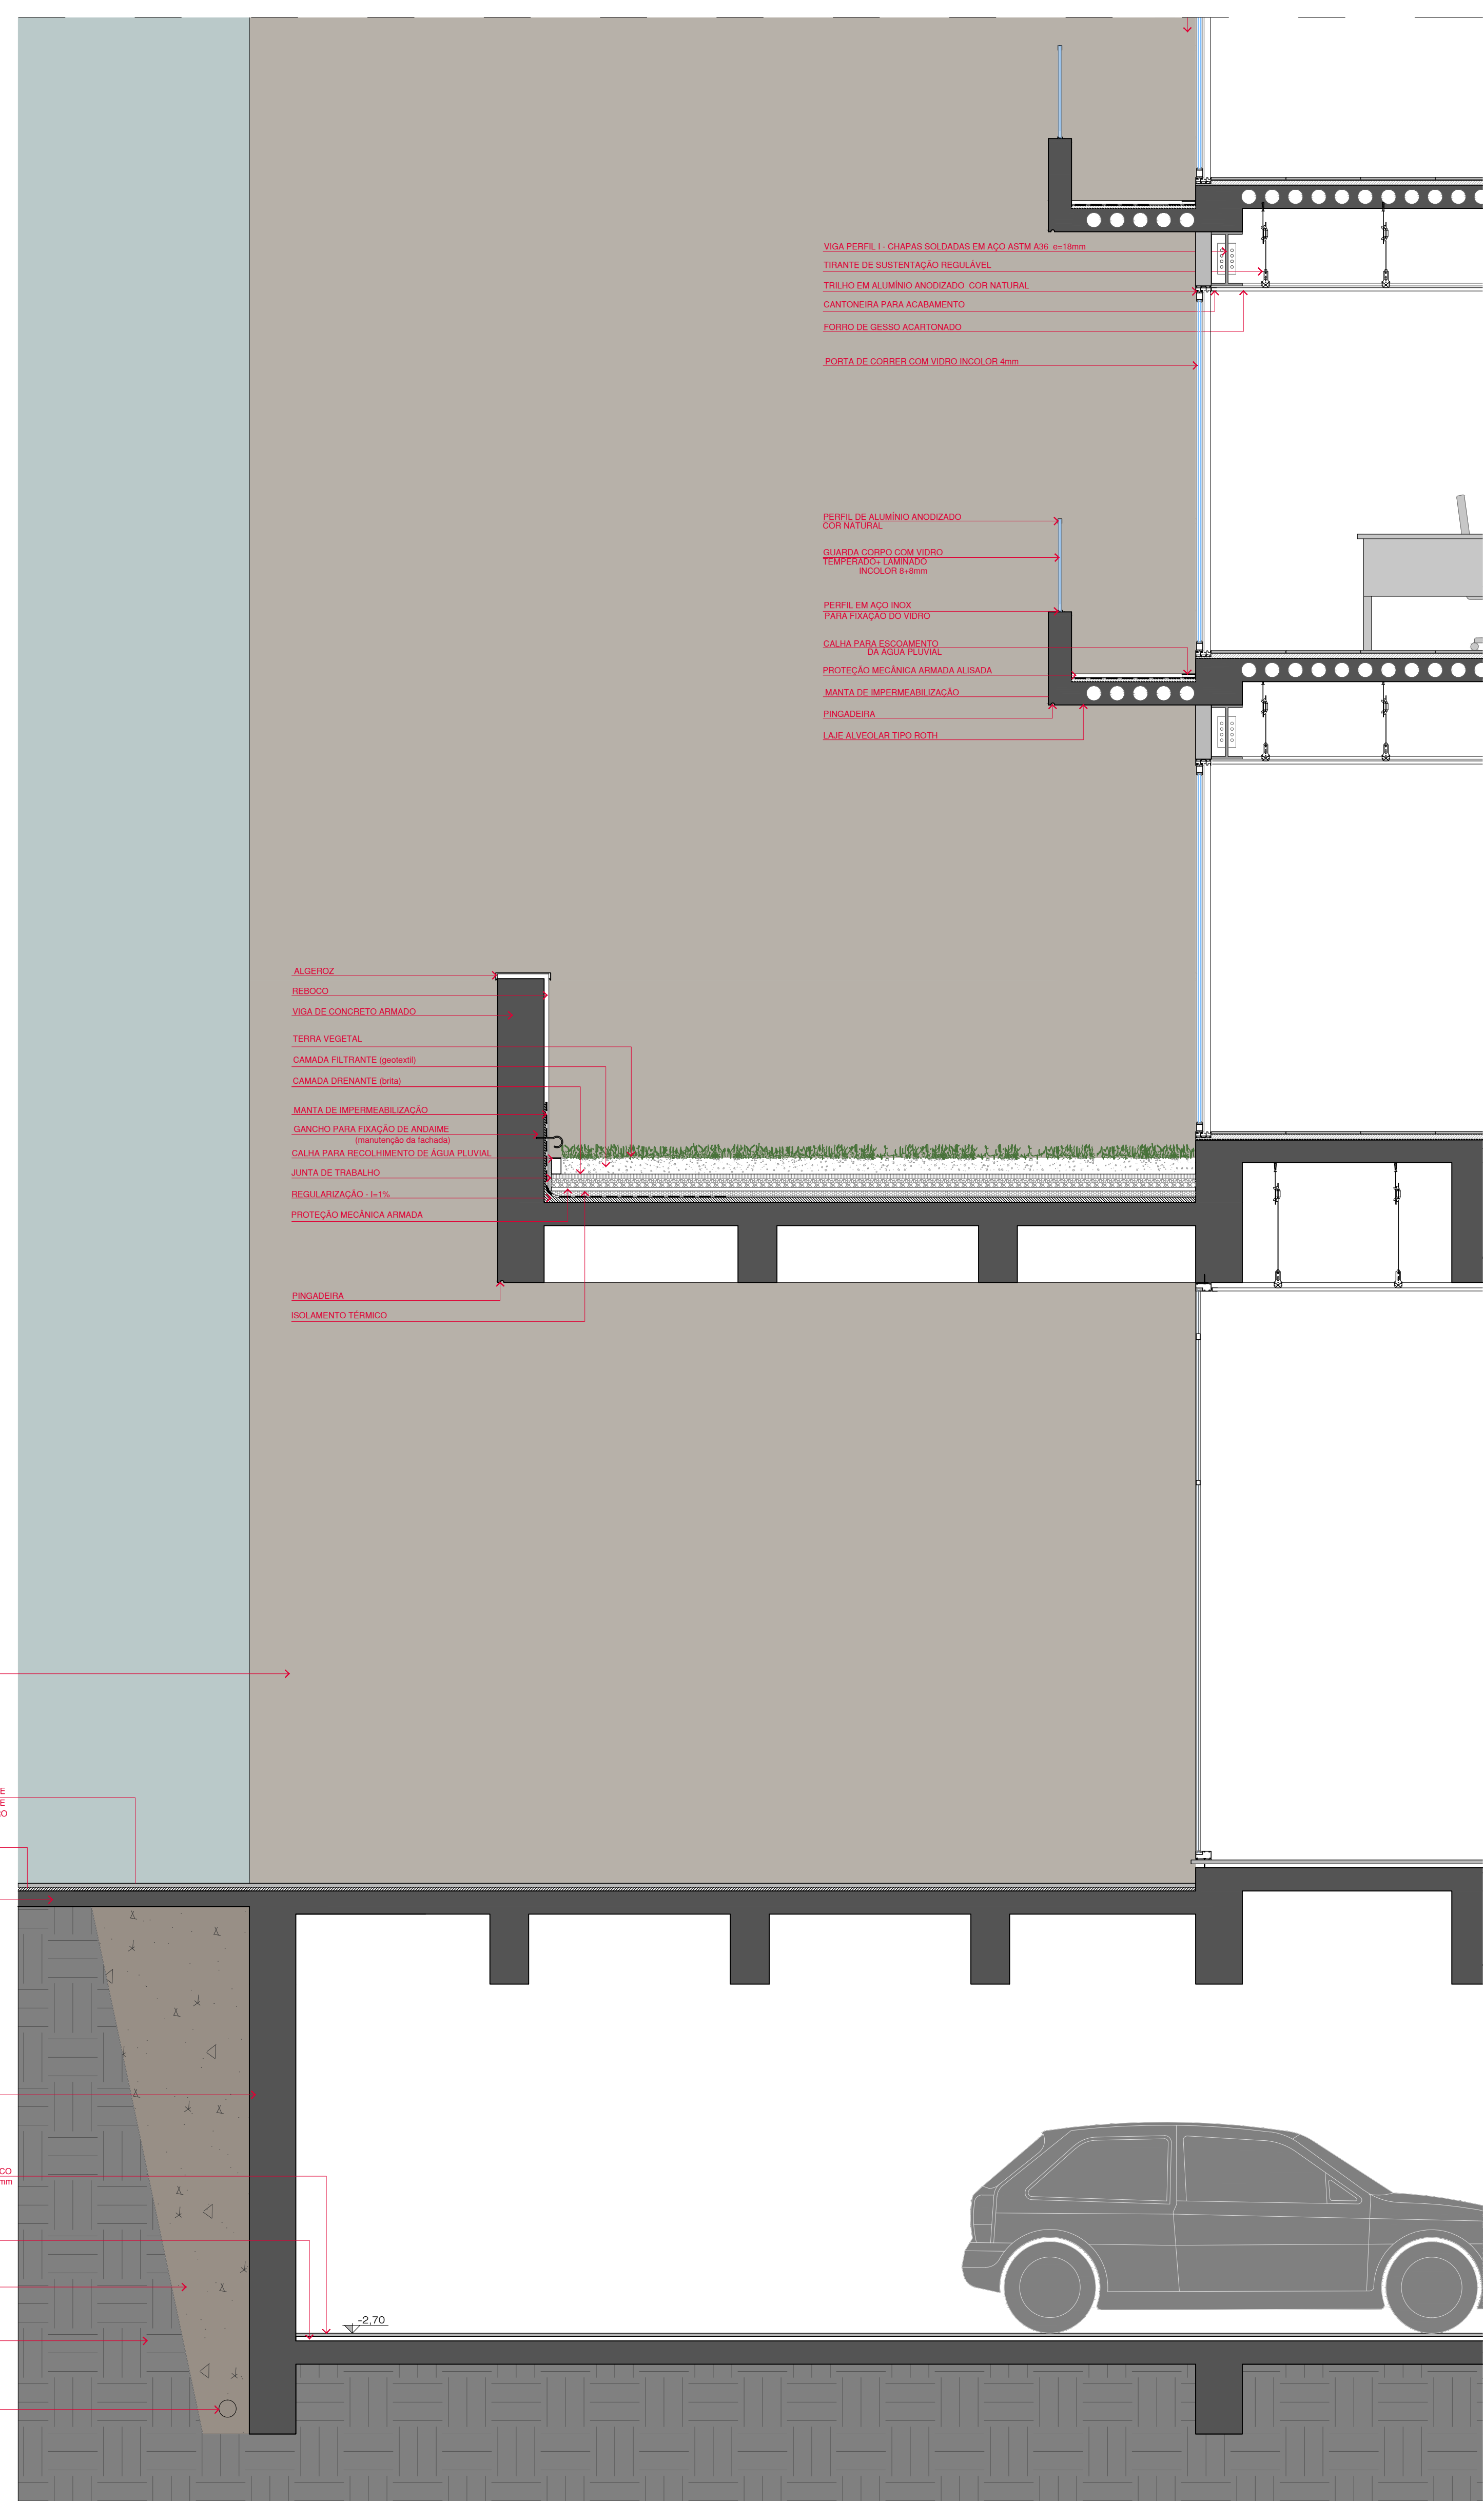 VIGA PERFIL I - CHAPAS SOLDADAS EM AÇO ASTM A36 e=18mm
TIRANTE DE SUSTENTAÇÃO REGULÁVEL
TRILHO EM ALUMÍNIO ANODIZADO COR NATURAL
CANTONEIRA PARA ACABAMENTO
FORRO DE GESSO ACARTONADO
PORTA DE CORRER COM VIDRO INCOLOR 4mm
PERFIL DE ALUMÍNIO ANODIZADO
COR NATURAL
GUARDA CORPO COM VIDRO
TEMPERADO+ LAMINADO
INCOLOR 8+8mm
PERFIL EM AÇO INOX
PARA FIXAÇÃO DO VIDRO
CALHA PARA ESCOAMENTO
DA ÁGUA PLUVIAL
PROTEÇÃO MECÂNICA ARMADA ALISADA
MANTA DE IMPERMEABILIZAÇÃO
PINGADEIRA
LAJE ALVEOLAR TIPO ROTH
ALGEROZ
REBOCO
VIGA DE CONCRETO ARMADO
TERRA VEGETAL
CAMADA FILTRANTE (geotextil)
CAMADA DRENANTE (brita)
MANTA DE IMPERMEABILIZAÇÃO
GANCHO PARA FIXAÇÃO DE ANDAIME
(manutenção da fachada)
CALHA PARA RECOLHIMENTO DE ÁGUA PLUVIAL
JUNTA DE TRABALHO
REGULARIZAÇÃO - I=1%
PROTEÇÃO MECÂNICA ARMADA
PINGADEIRA
ISOLAMENTO TÉRMICO
E
E
O
CO
mm
-2,70